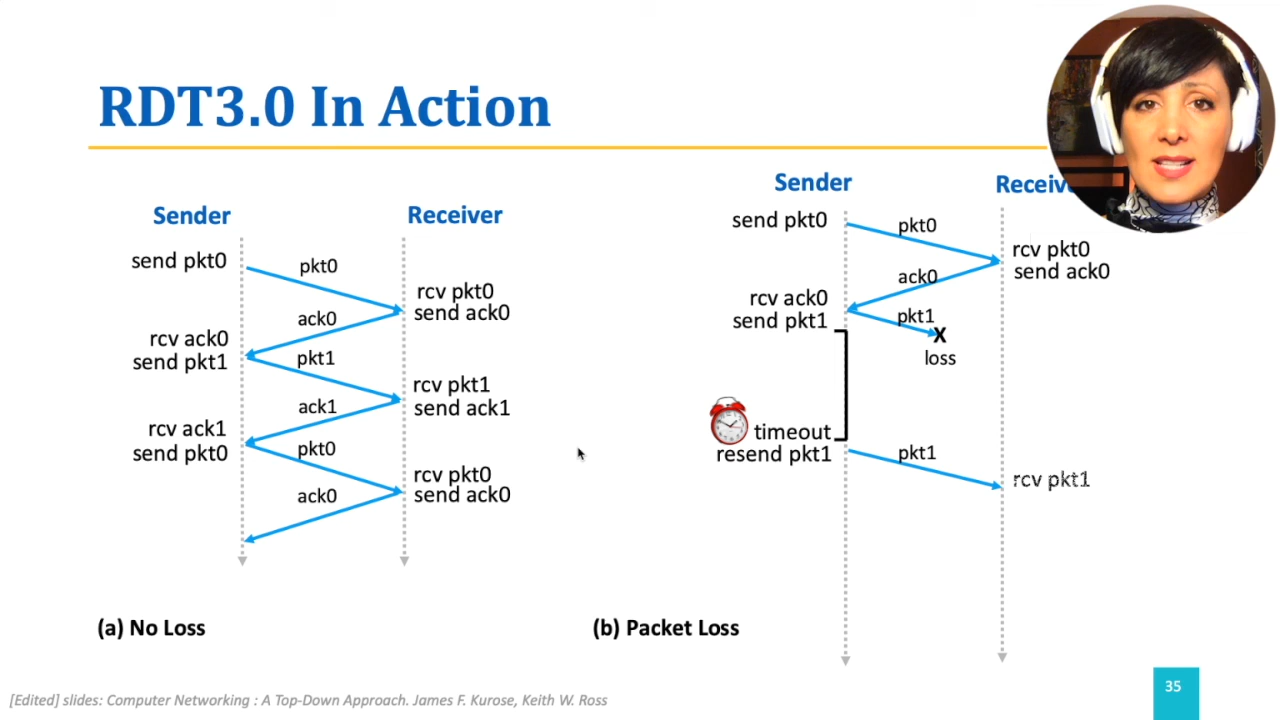 RDT3.0 In Action
Sender
Receiver
send pkt0
pkt0
rcv pkt0
send ack0
ack0
rcv ack0
send pkt1
pkt1
rcv pkt1
send ack1
ack1
rcv ack1
send pkt0
pkt0
rcv pkt0
send ack0
ack0
(a) No Loss
Sender
send pkt0
pkt0
rcv pkt0
send ack0
ack0
rcv ack0
send pkt1
pkt1
X
loss
timeout
resend pkt1
pkt1
rcv pkt1
(b) Packet Loss
35
[Edited] slides: Computer Networking : A Top-Down Approach. James F. Kurose, Keith W. Ross